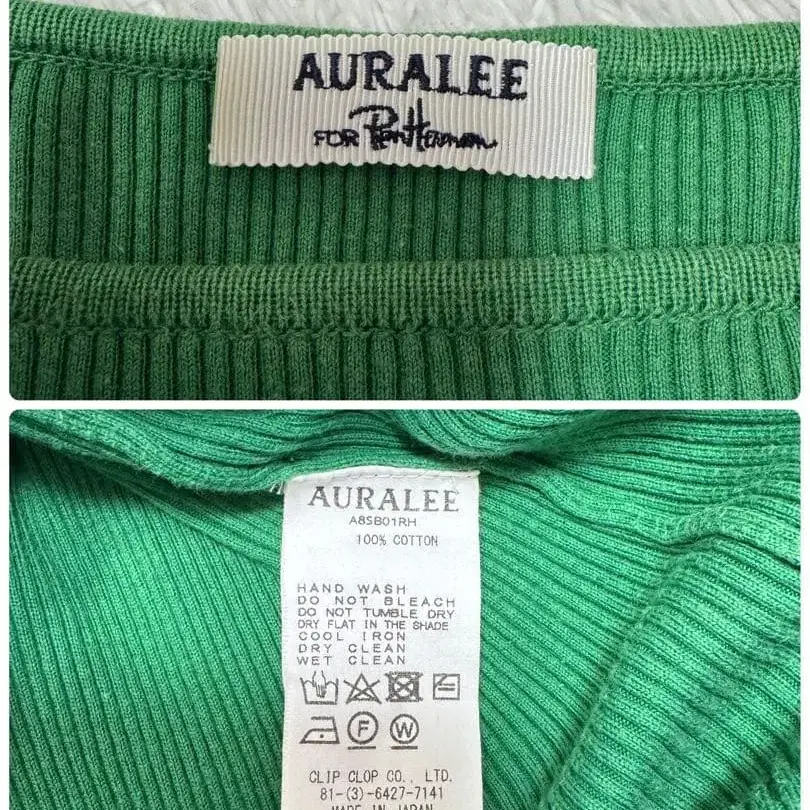 AURALEE
FOR Ron Herman
AURALEE
A8SB01RH
100% COTTON
HAND WASH
DO NOT BLEACH
DO NOT TUMBLE DRY
DRY FLAT IN THE SHADE
COOL IRON
DRY CLEAN
WET CLEAN
F W
CLIP CLOP CO., LTD.
81-(3)-6427-7141
MADE IN JAPAN